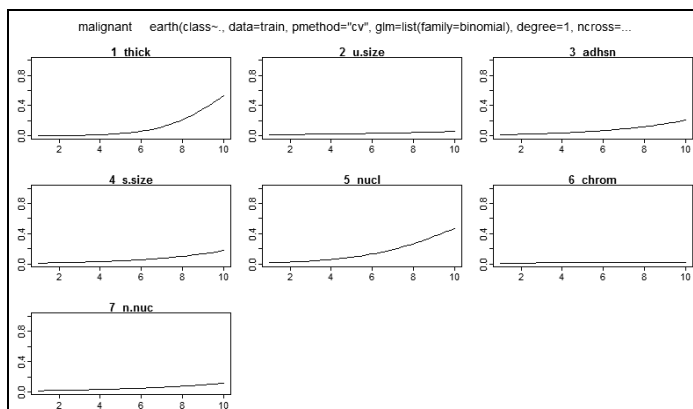 malignant earth(class~., data=train, pmethod="cv", glm=list(family=binomial), degree=1, ncross=...
1 thick 2 u.size 3 adhsn
0.0 0.4 0.8
2 4 6 8 10
0.0 0.4 0.8
2 4 6 8 10
0.0 0.4 0.8
2 4 6 8 10
4 s.size 5 nucl 6 chrom
0.0 0.4 0.8
2 4 6 8 10
0.0 0.4 0.8
2 4 6 8 10
0.0 0.4 0.8
2 4 6 8 10
7 n.nuc
0.0 0.4 0.8
2 4 6 8 10